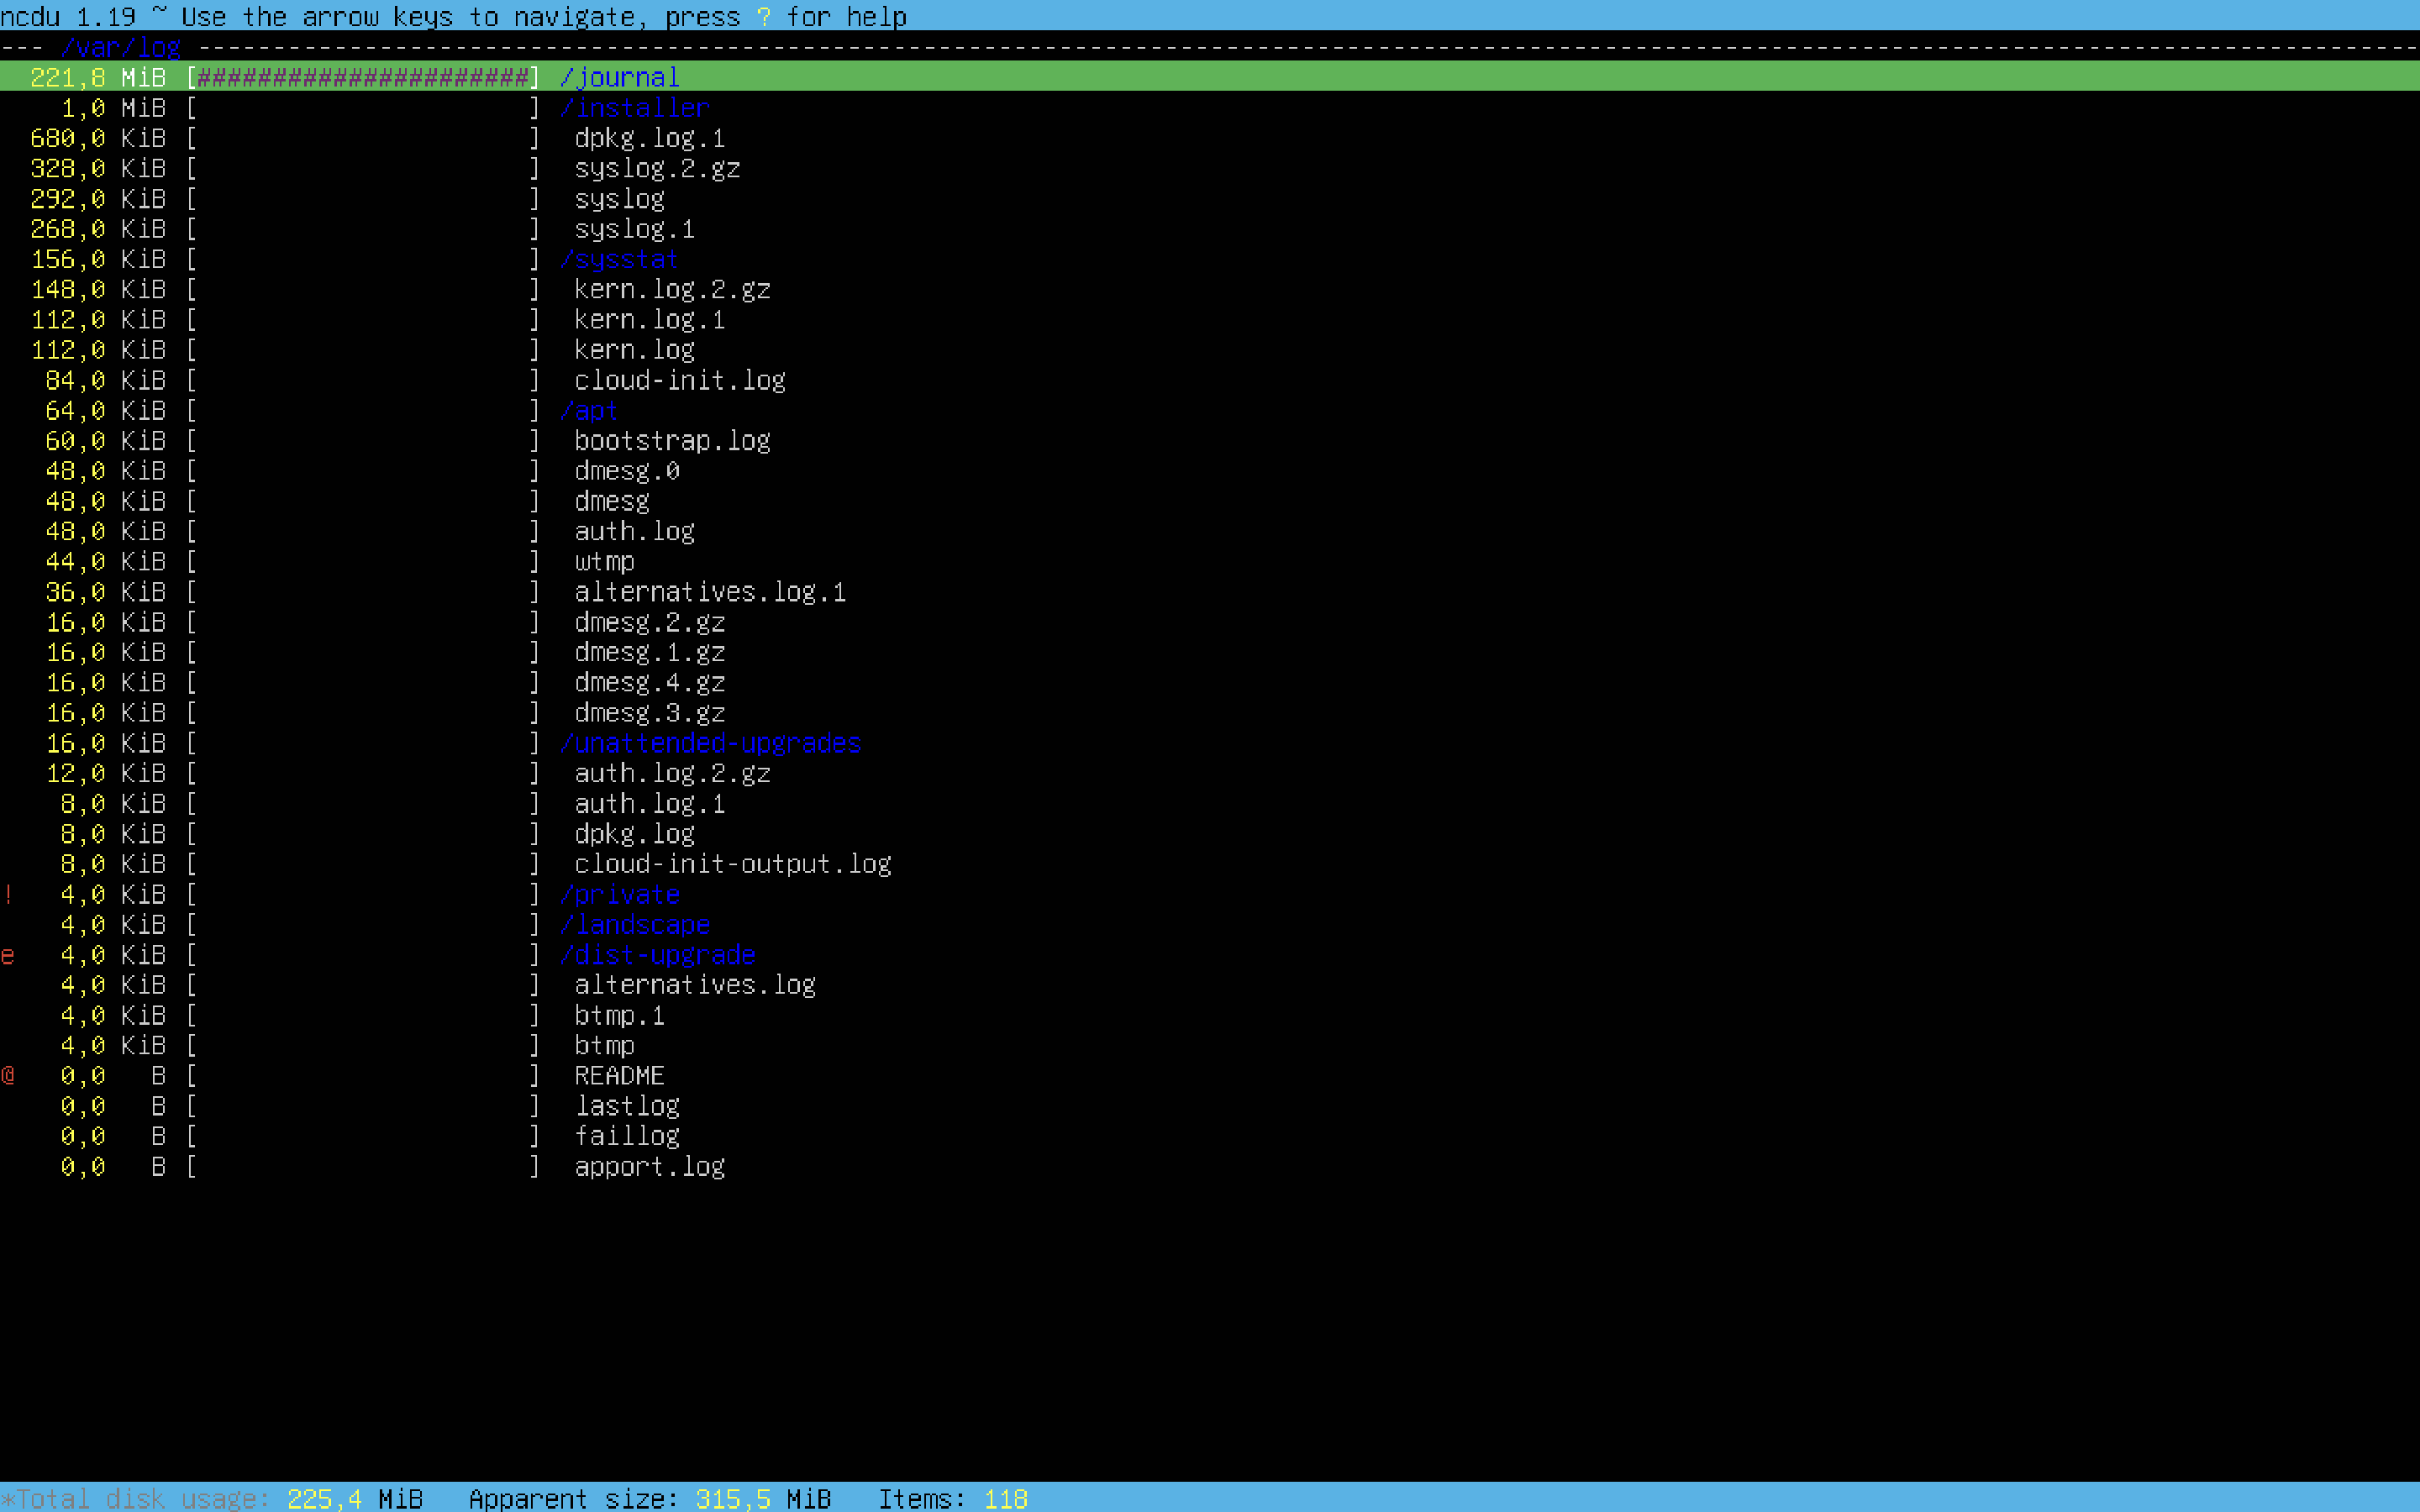 ncdu 1.19 ~ Use the arrow keys to navigate, press ? for help
--- /var/log ----------------------------------------------------------------------------------------------------------------------------------------------------
  221,8 MiB [######################] /journal
    1,0 MiB [                      ] /installer
  680,0 KiB [                      ]  dpkg.log.1
  328,0 KiB [                      ]  syslog.2.gz
  292,0 KiB [                      ]  syslog
  268,0 KiB [                      ]  syslog.1
  156,0 KiB [                      ] /sysstat
  148,0 KiB [                      ]  kern.log.2.gz
  112,0 KiB [                      ]  kern.log.1
  112,0 KiB [                      ]  kern.log
   84,0 KiB [                      ]  cloud-init.log
   64,0 KiB [                      ] /apt
   60,0 KiB [                      ]  bootstrap.log
   48,0 KiB [                      ]  dmesg.0
   48,0 KiB [                      ]  dmesg
   48,0 KiB [                      ]  auth.log
   44,0 KiB [                      ]  wtmp
   36,0 KiB [                      ]  alternatives.log.1
   16,0 KiB [                      ]  dmesg.2.gz
   16,0 KiB [                      ]  dmesg.1.gz
   16,0 KiB [                      ]  dmesg.4.gz
   16,0 KiB [                      ]  dmesg.3.gz
   16,0 KiB [                      ] /unattended-upgrades
   12,0 KiB [                      ]  auth.log.2.gz
    8,0 KiB [                      ]  auth.log.1
    8,0 KiB [                      ]  dpkg.log
    8,0 KiB [                      ]  cloud-init-output.log
!   4,0 KiB [                      ] /private
    4,0 KiB [                      ] /landscape
e   4,0 KiB [                      ] /dist-upgrade
    4,0 KiB [                      ]  alternatives.log
    4,0 KiB [                      ]  btmp.1
    4,0 KiB [                      ]  btmp
@   0,0   B [                      ]  README
    0,0   B [                      ]  lastlog
    0,0   B [                      ]  faillog
    0,0   B [                      ]  apport.log
*Total disk usage: 225,4 MiB   Apparent size: 315,5 MiB   Items: 118